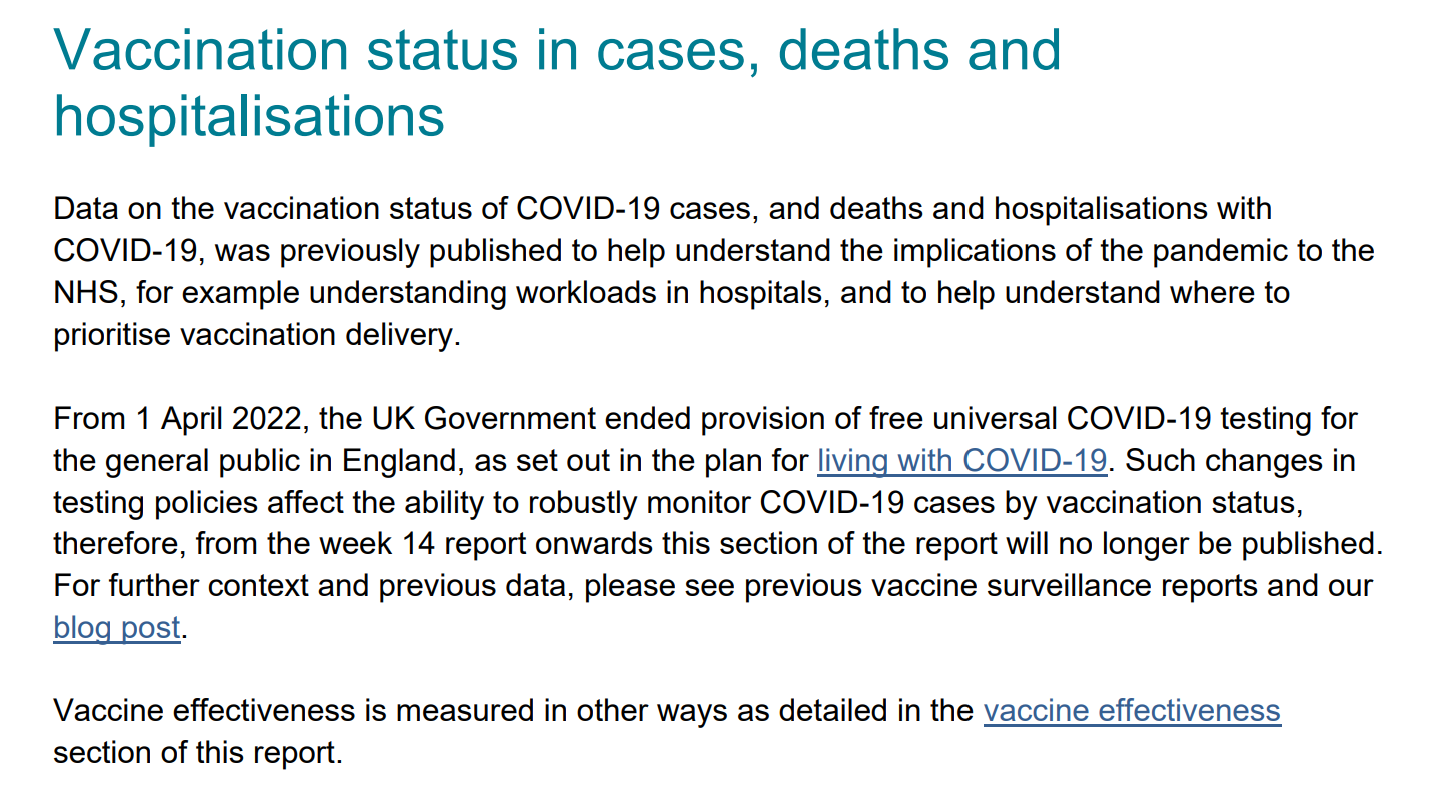 Vaccination status in cases, deaths and
hospitalisations
Data on the vaccination status of COVID-19 cases, and deaths and hospitalisations with
COVID-19, was previously published to help understand the implications of the pandemic to the
NHS, for example understanding workloads in hospitals, and to help understand where to
prioritise vaccination delivery.
From 1 April 2022, the UK Government ended provision of free universal COVID-19 testing for
the general public in England, as set out in the plan for living with COVID-19. Such changes in
testing policies affect the ability to robustly monitor COVID-19 cases by vaccination status,
therefore, from the week 14 report onwards this section of the report will no longer be published.
For further context and previous data, please see previous vaccine surveillance reports and our
blog post.
Vaccine effectiveness is measured in other ways as detailed in the vaccine effectiveness
section of this report.